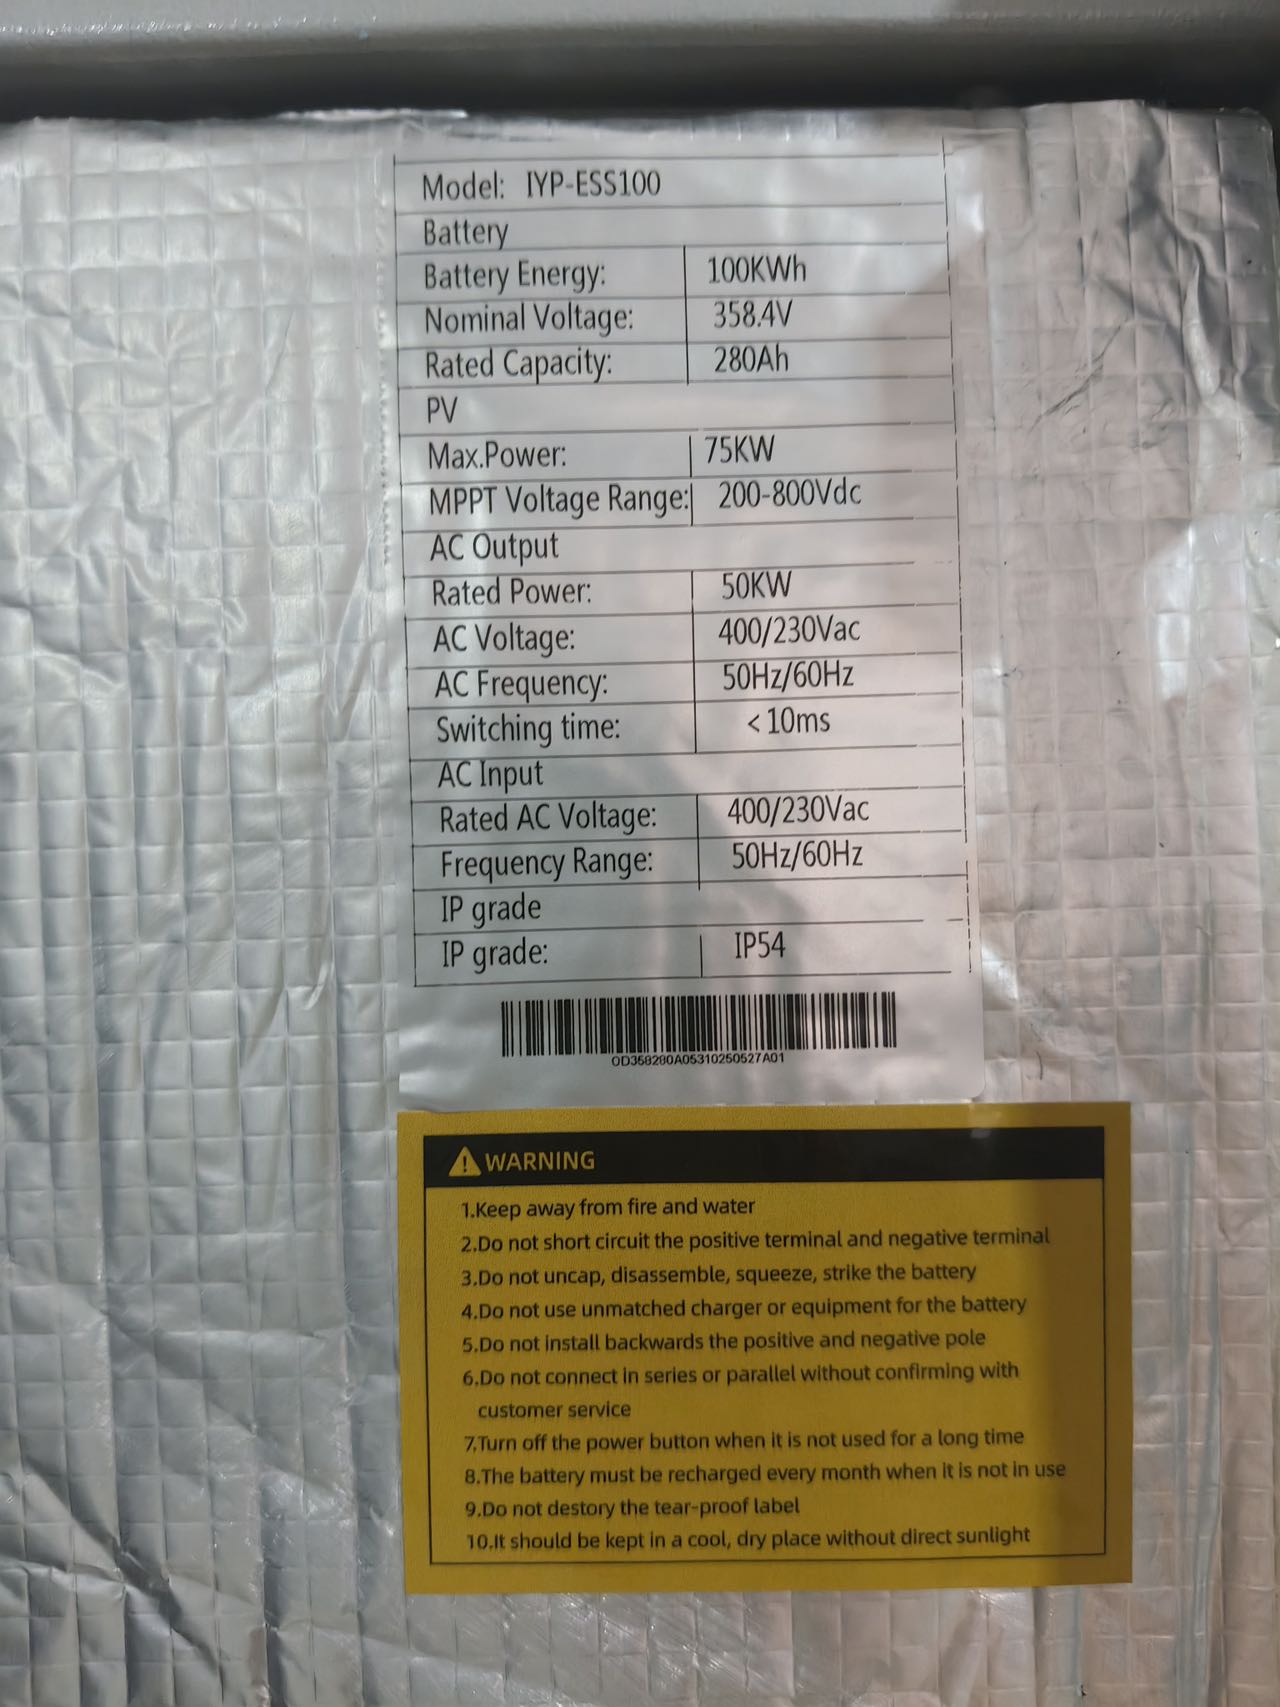 Model: IYP-ESS100
Battery
Battery Energy: 100KWh
Nominal Voltage: 358.4V
Rated Capacity: 280Ah
PV
Max.Power: 75KW
MPPT Voltage Range: 200-800Vdc
AC Output
Rated Power: 50KW
AC Voltage: 400/230Vac
AC Frequency: 50Hz/60Hz
Switching time: <10ms
AC Input
Rated AC Voltage: 400/230Vac
Frequency Range: 50Hz/60Hz
IP grade
IP grade: IP54
OD358280A05310250527A01
WARNING
1.Keep away from fire and water
2.Do not short circuit the positive terminal and negative terminal
3.Do not uncap, disassemble, squeeze, strike the battery
4.Do not use unmatched charger or equipment for the battery
5.Do not install backwards the positive and negative pole
6.Do not connect in series or parallel without confirming with
customer service
7.Turn off the power button when it is not used for a long time
8.The battery must be recharged every month when it is not in use
9.Do not destory the tear-proof label
10.It should be kept in a cool, dry place without direct sunlight